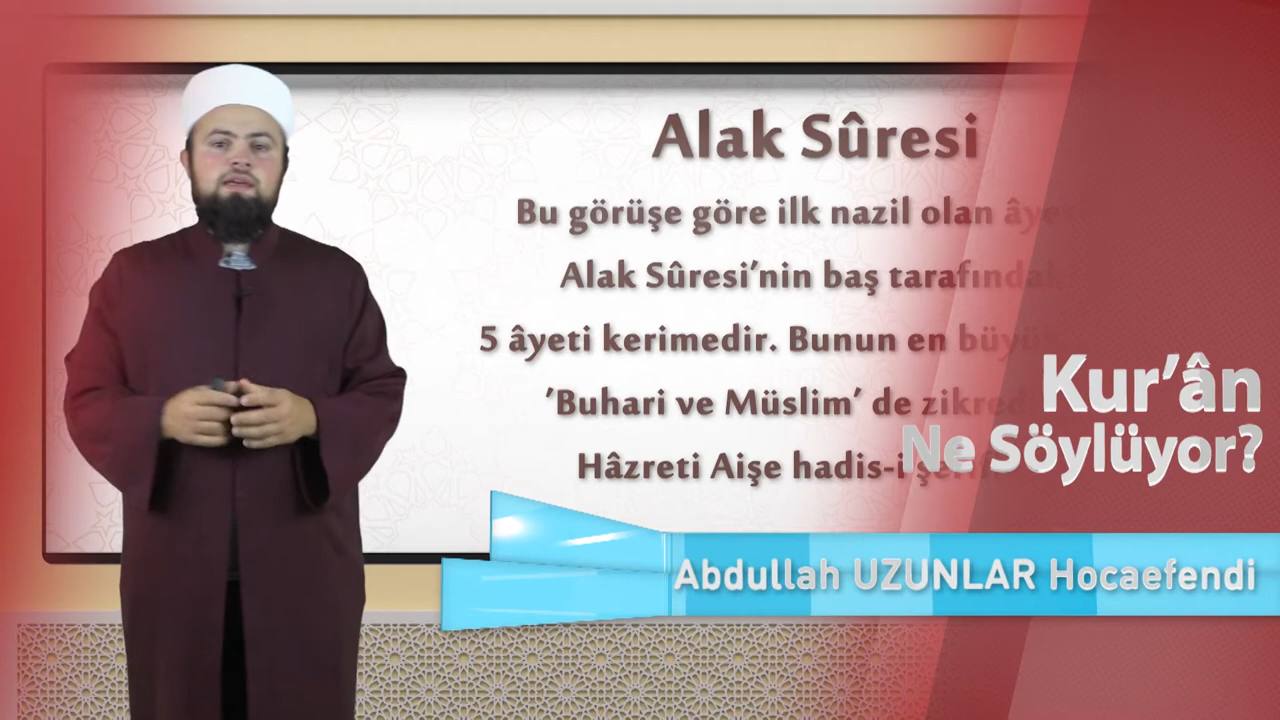 Alak Sûresi
Bu görüşe göre ilk nazil olan
Alak Sûresi'nin baş
5 âyeti kerimedir. Bunun en
'Buhari ve Müslim' de
Hâzreti Aişe hadis-i
Kur'ân
Ne Söylüyor?
Abdullah UZUNLAR Hocaefendi